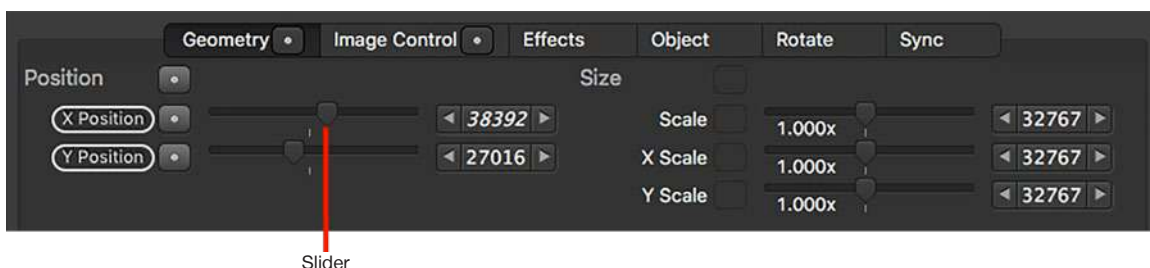 Geometry Image Control Effects Object Rotate Sync
Position Size
X Position 38392 Scale 1.000x 32767
Y Position 27016 X Scale 1.000x 32767
Y Scale 1.000x 32767
Slider